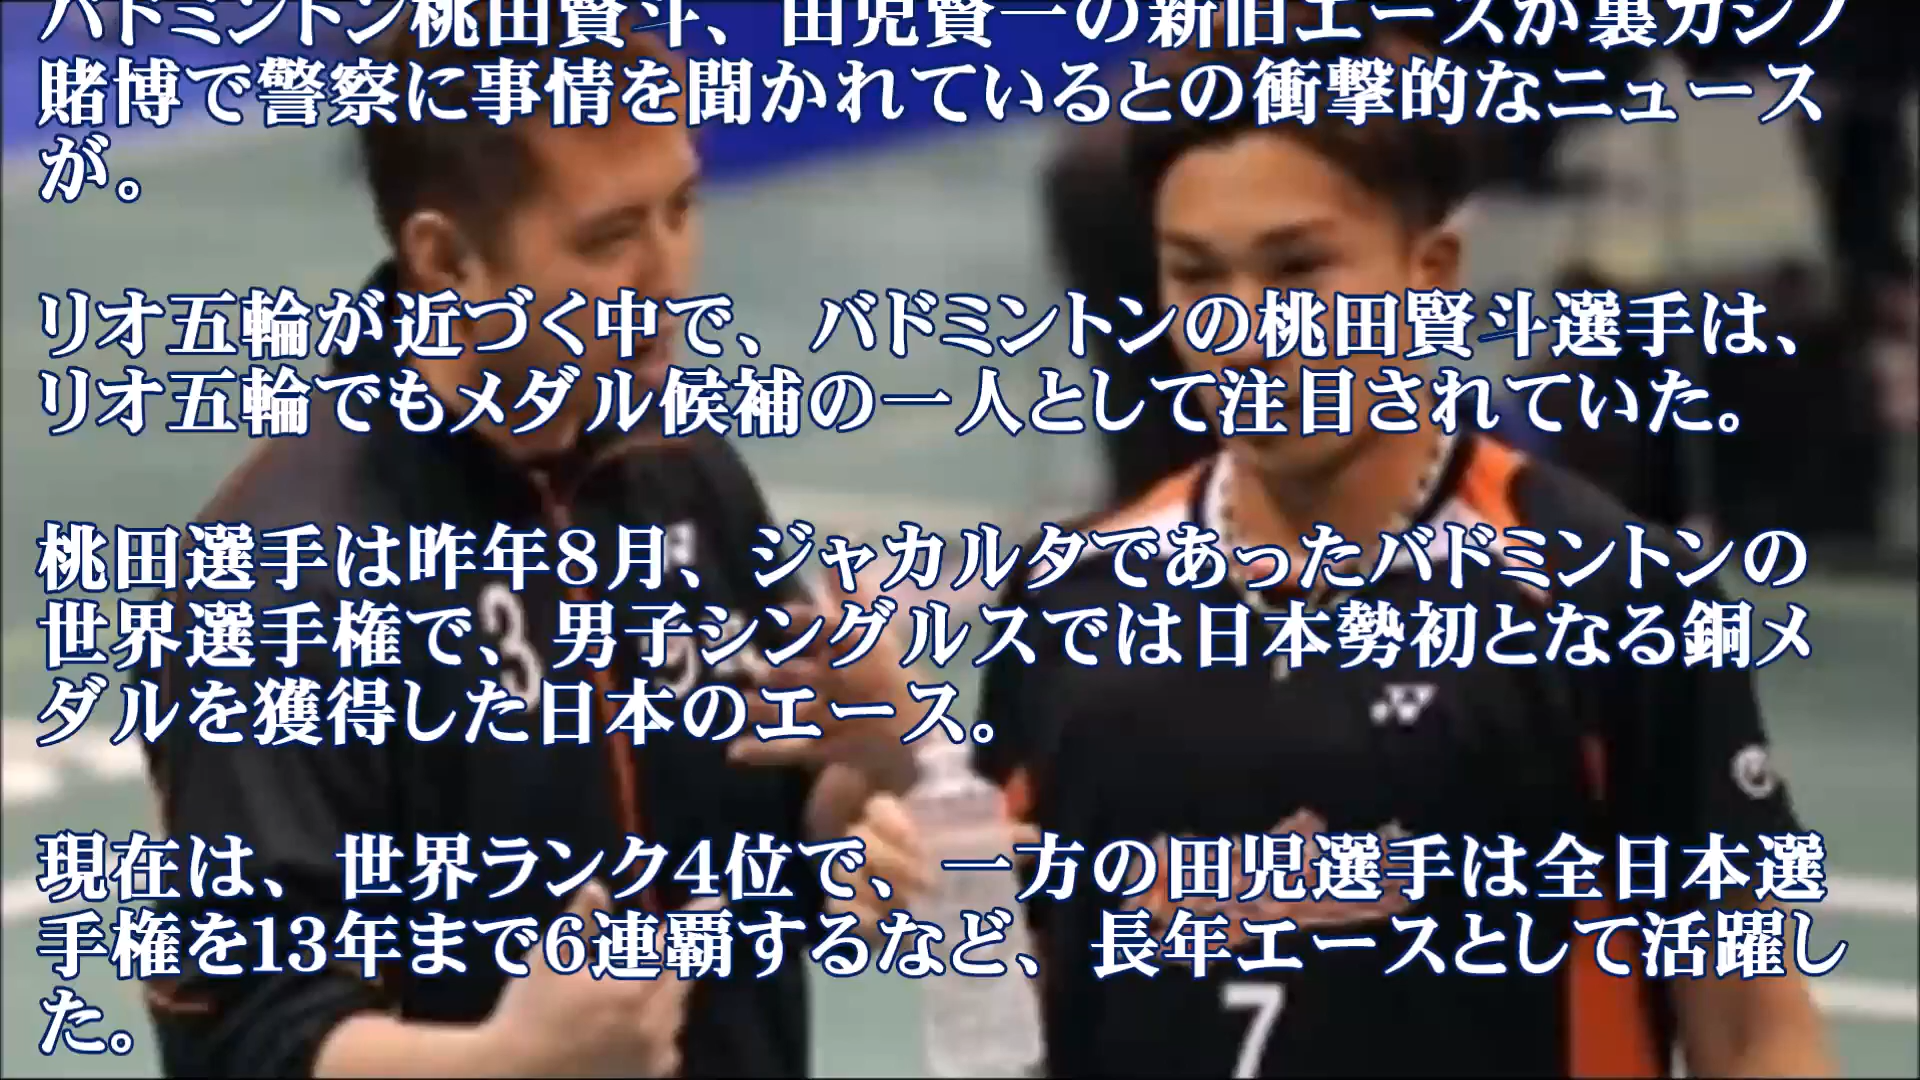 バドミントン桃田賢斗、田児賢一の新旧エースが裏カジノ
賭博で警察に事情を聞かれているとの衝撃的なニュース
が。
リオ五輪が近づく中で、バドミントンの桃田賢斗選手は、
リオ五輪でもメダル候補の一人として注目されていた。
桃田選手は昨年８月、ジャカルタであったバドミントンの
世界選手権で、男子シングルスでは日本勢初となる銅メ
ダルを獲得した日本のエース。
現在は、世界ランク４位で、一方の田児選手は全日本選
手権を13年まで６連覇するなど、長年エースとして活躍し
た。
3
7